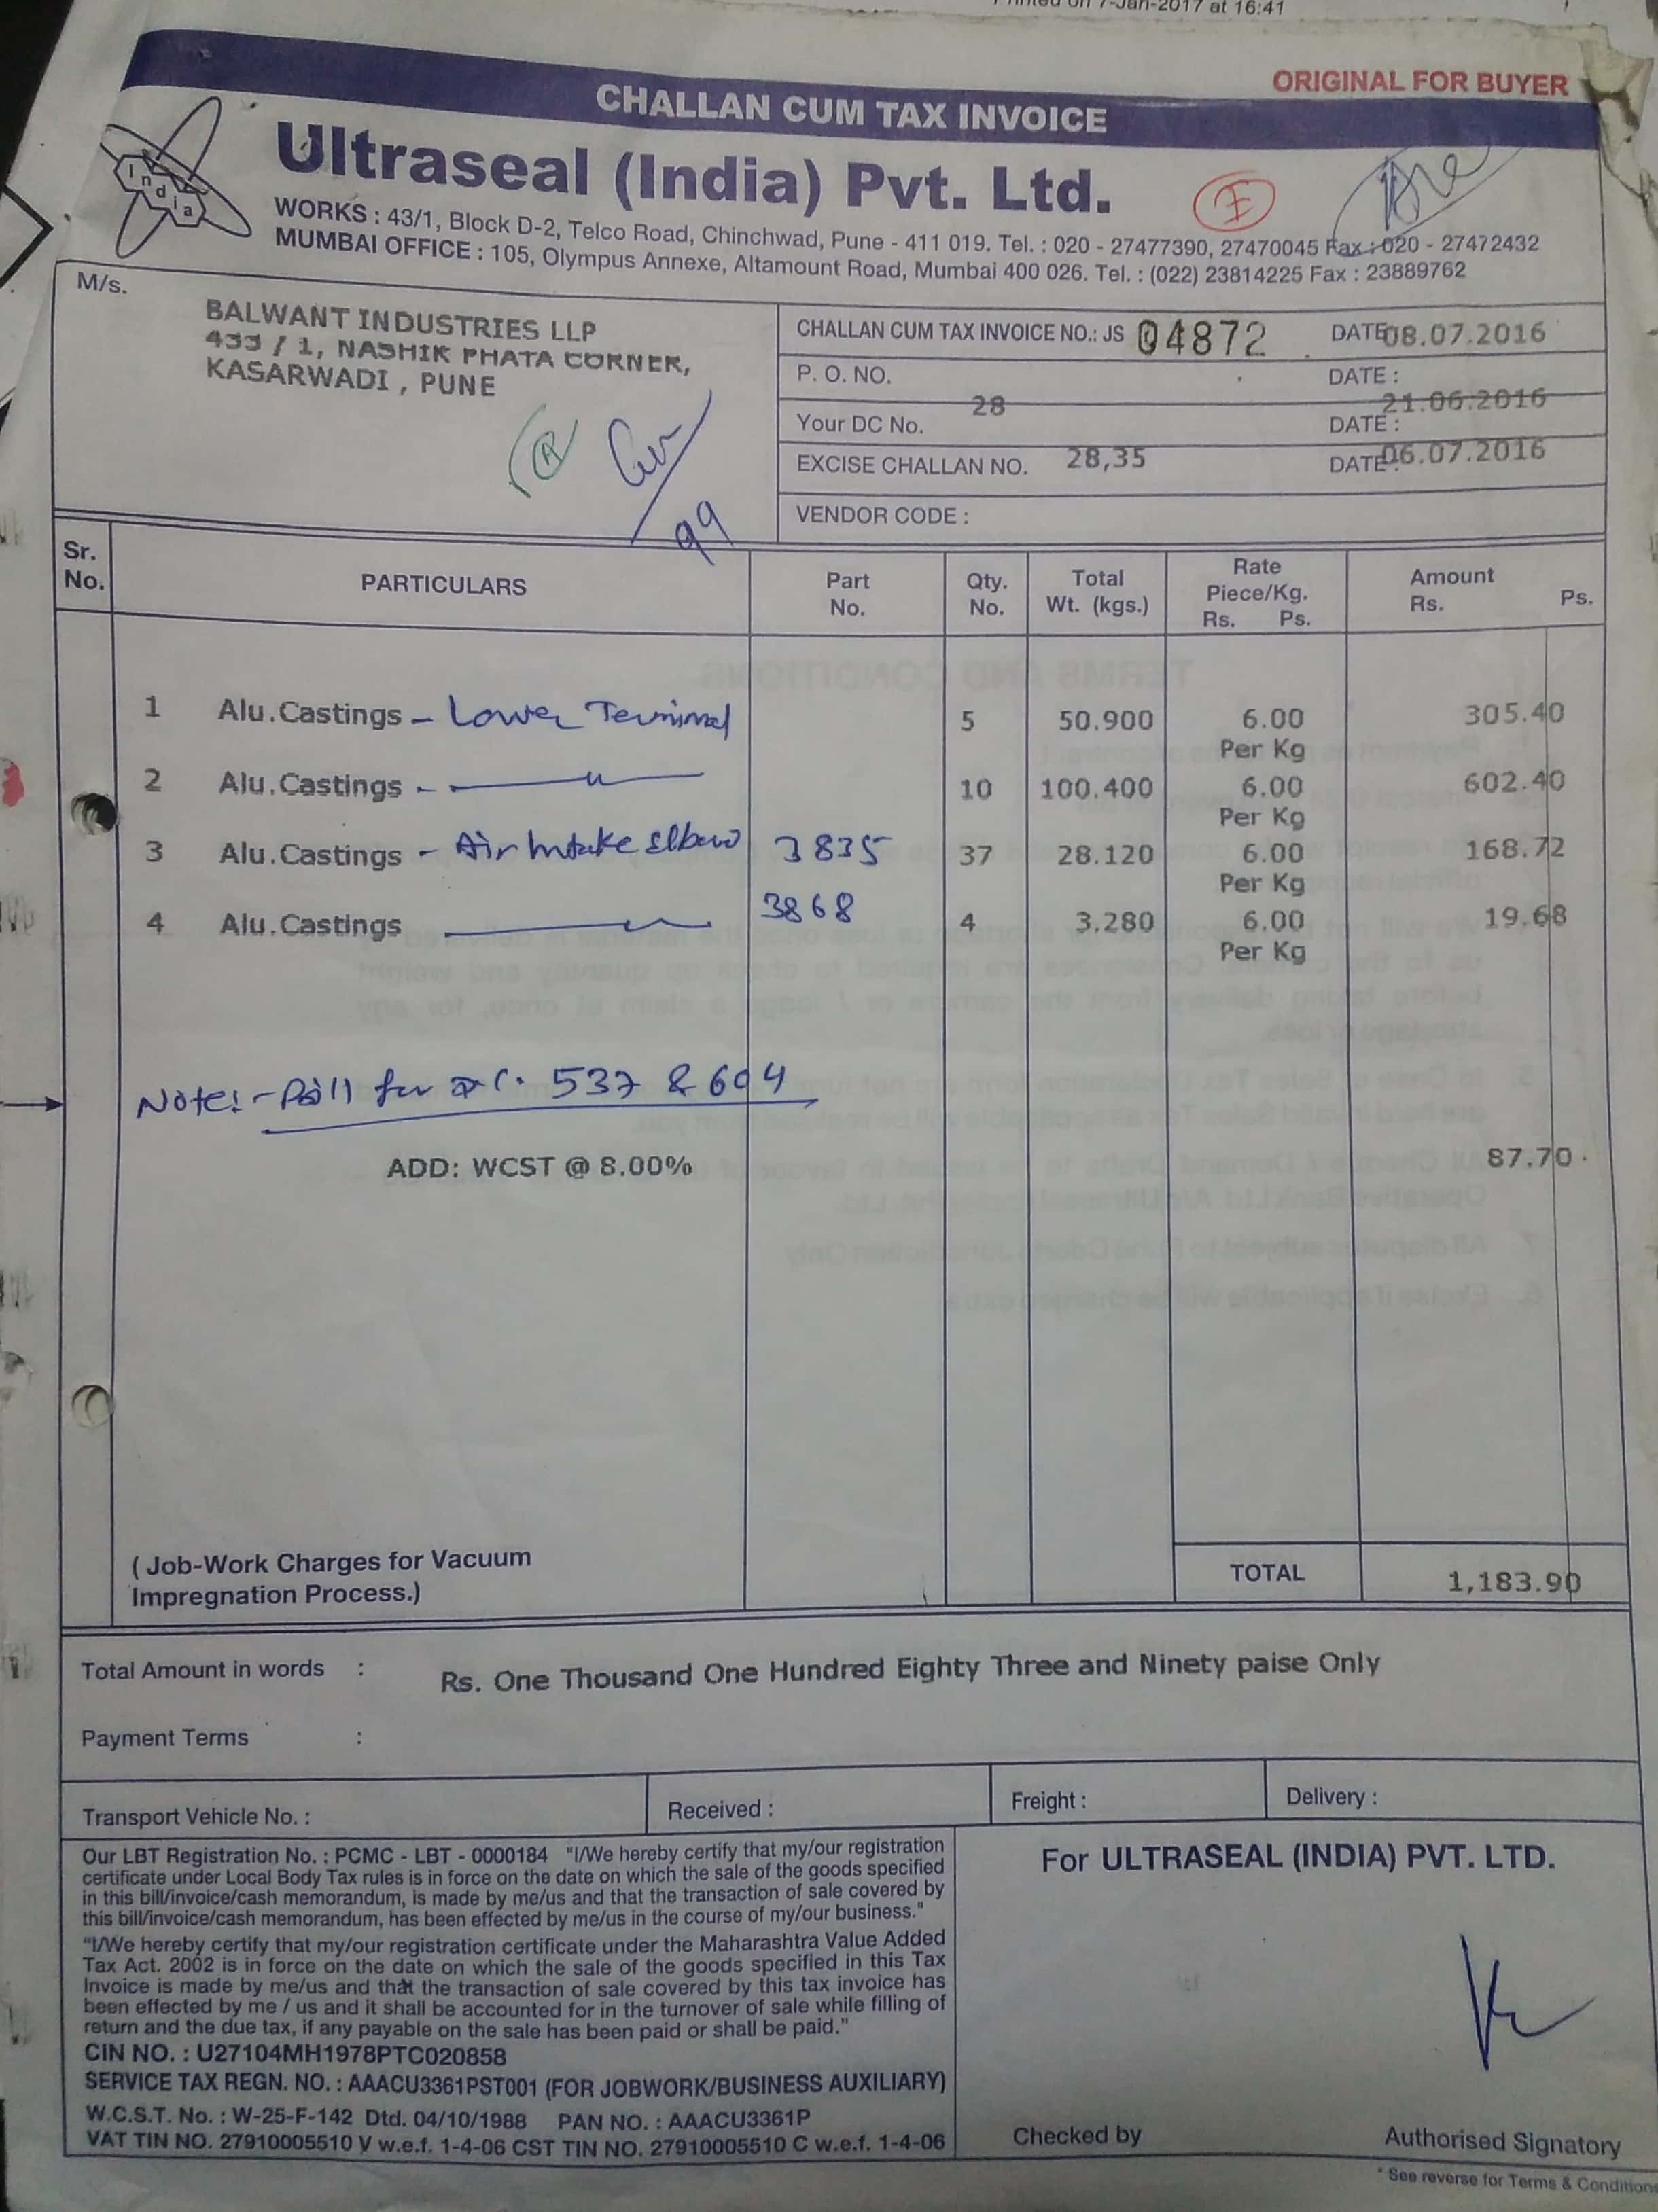 Printed on 7-Jan-2017 at 16:41
ORIGINAL FOR BUYER
CHALLAN CUM TAX INVOICE
India
Ultraseal (India) Pvt. Ltd.
WORKS : 43/1, Block D-2, Telco Road, Chinchwad, Pune - 411 019. Tel. : 020 - 27477390, 27470045 Fax : 020 - 27472432
MUMBAI OFFICE : 105, Olympus Annexe, Altamount Road, Mumbai 400 026. Tel. : (022) 23814225 Fax : 23889762
M/s.
BALWANT INDUSTRIES LLP
433 / 1, NASHIK PHATA CORNER,
KASARWADI , PUNE
CHALLAN CUM TAX INVOICE NO.: JS 04872 DATE 08.07.2016
P. O. NO. DATE :
28 21.06.2016
Your DC No. DATE :
EXCISE CHALLAN NO. 28,35 DATE: 06.07.2016
VENDOR CODE :
99
Sr. No. PARTICULARS Part No. Qty. No. Total Wt. (kgs.) Rate Piece/Kg. Rs. Ps. Amount Rs. Ps.
1 Alu.Castings - Lower Terminal 5 50.900 6.00 305.40
Per Kg
2 Alu.Castings - — 〃 — 10 100.400 6.00 602.40
Per Kg
3 Alu.Castings - Air Intake Elbow 3835 37 28.120 6.00 168.72
Per Kg
4 Alu.Castings — 〃 — 3868 4 3.280 6.00 19.68
Per Kg
Note:- Bill for 537 & 604
ADD: WCST @ 8.00% 87.70
( Job-Work Charges for Vacuum
Impregnation Process.)
TOTAL 1,183.90
Total Amount in words : Rs. One Thousand One Hundred Eighty Three and Ninety paise Only
Payment Terms :
Transport Vehicle No. : Received : Freight : Delivery :
Our LBT Registration No. : PCMC - LBT - 0000184 "I/We hereby certify that my/our registration
certificate under Local Body Tax rules is in force on the date on which the sale of the goods specified
in this bill/invoice/cash memorandum, is made by me/us and that the transaction of sale covered by
this bill/invoice/cash memorandum, has been effected by me/us in the course of my/our business."
"I/We hereby certify that my/our registration certificate under the Maharashtra Value Added
Tax Act. 2002 is in force on the date on which the sale of the goods specified in this Tax
Invoice is made by me/us and that the transaction of sale covered by this tax invoice has
been effected by me / us and it shall be accounted for in the turnover of sale while filling of
return and the due tax, if any payable on the sale has been paid or shall be paid."
CIN NO. : U27104MH1978PTC020858
SERVICE TAX REGN. NO. : AAACU3361PST001 (FOR JOBWORK/BUSINESS AUXILIARY)
W.C.S.T. No. : W-25-F-142 Dtd. 04/10/1988 PAN NO. : AAACU3361P
VAT TIN NO. 27910005510 V w.e.f. 1-4-06 CST TIN NO. 27910005510 C w.e.f. 1-4-06
For ULTRASEAL (INDIA) PVT. LTD.
Checked by Authorised Signatory
* See reverse for Terms & Conditions